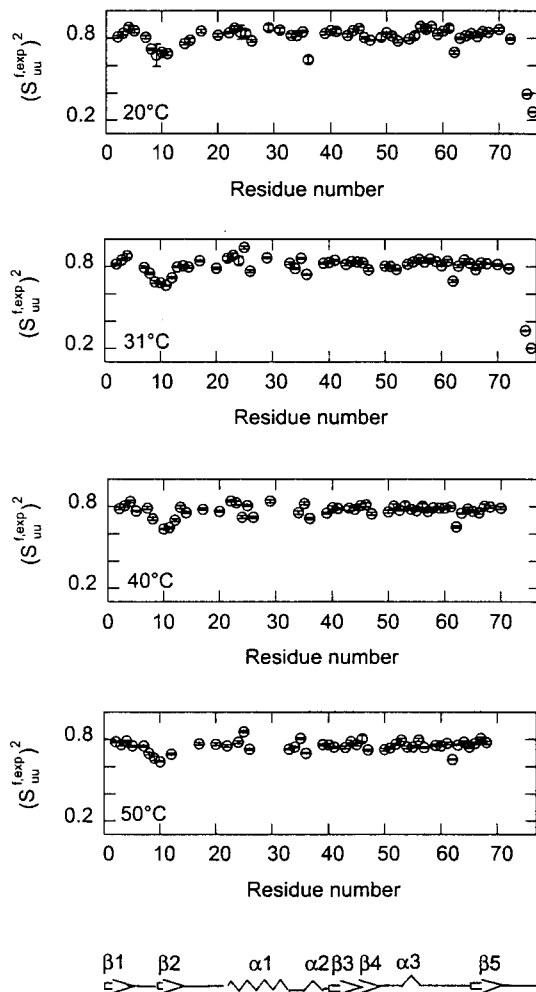 (S^{f,exp}_{uu})^2
0.8
0.2
20°C
0 10 20 30 40 50 60 70
Residue number
(S^{f,exp}_{uu})^2
0.8
0.2
31°C
0 10 20 30 40 50 60 70
Residue number
(S^{f,exp}_{uu})^2
0.8
0.2
40°C
0 10 20 30 40 50 60 70
Residue number
(S^{f,exp}_{uu})^2
0.8
0.2
50°C
0 10 20 30 40 50 60 70
Residue number
β1 β2 α1 α2 β3 β4 α3 β5